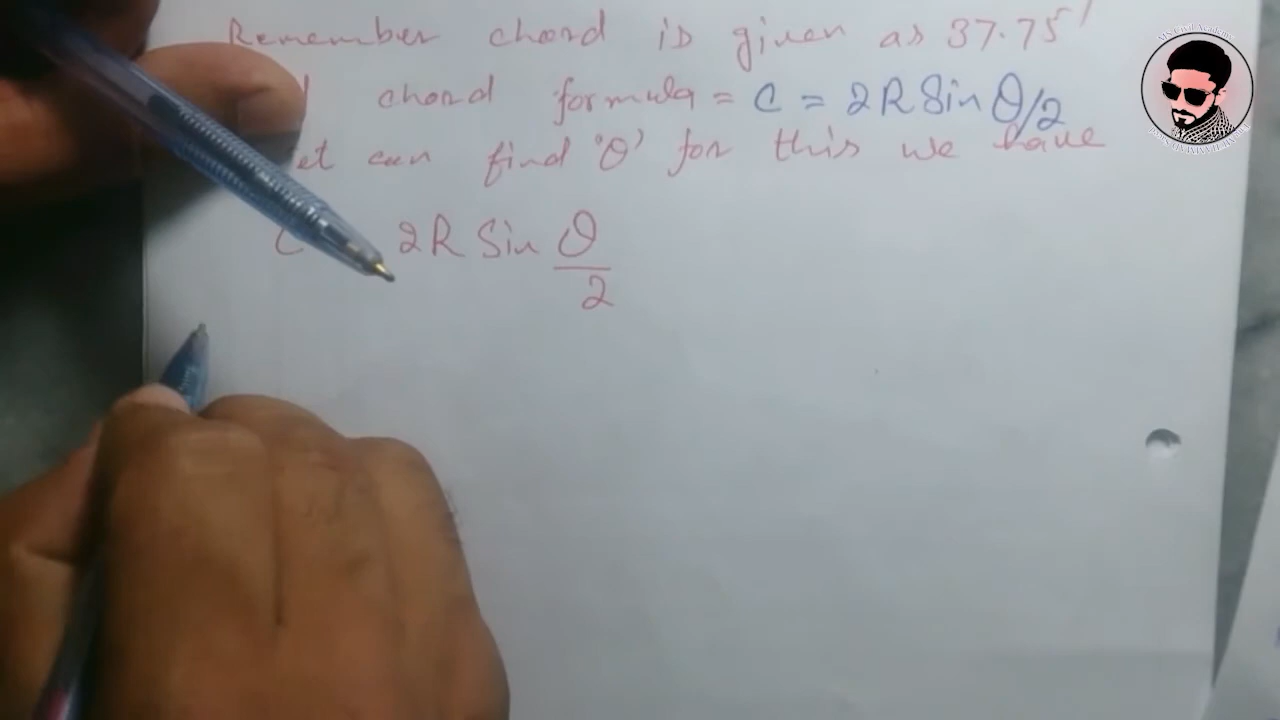 Remember chord is given as 37.75'
chord formula = C = 2R Sin θ/2
can find 'θ' for this we have
C 2R Sin θ/2